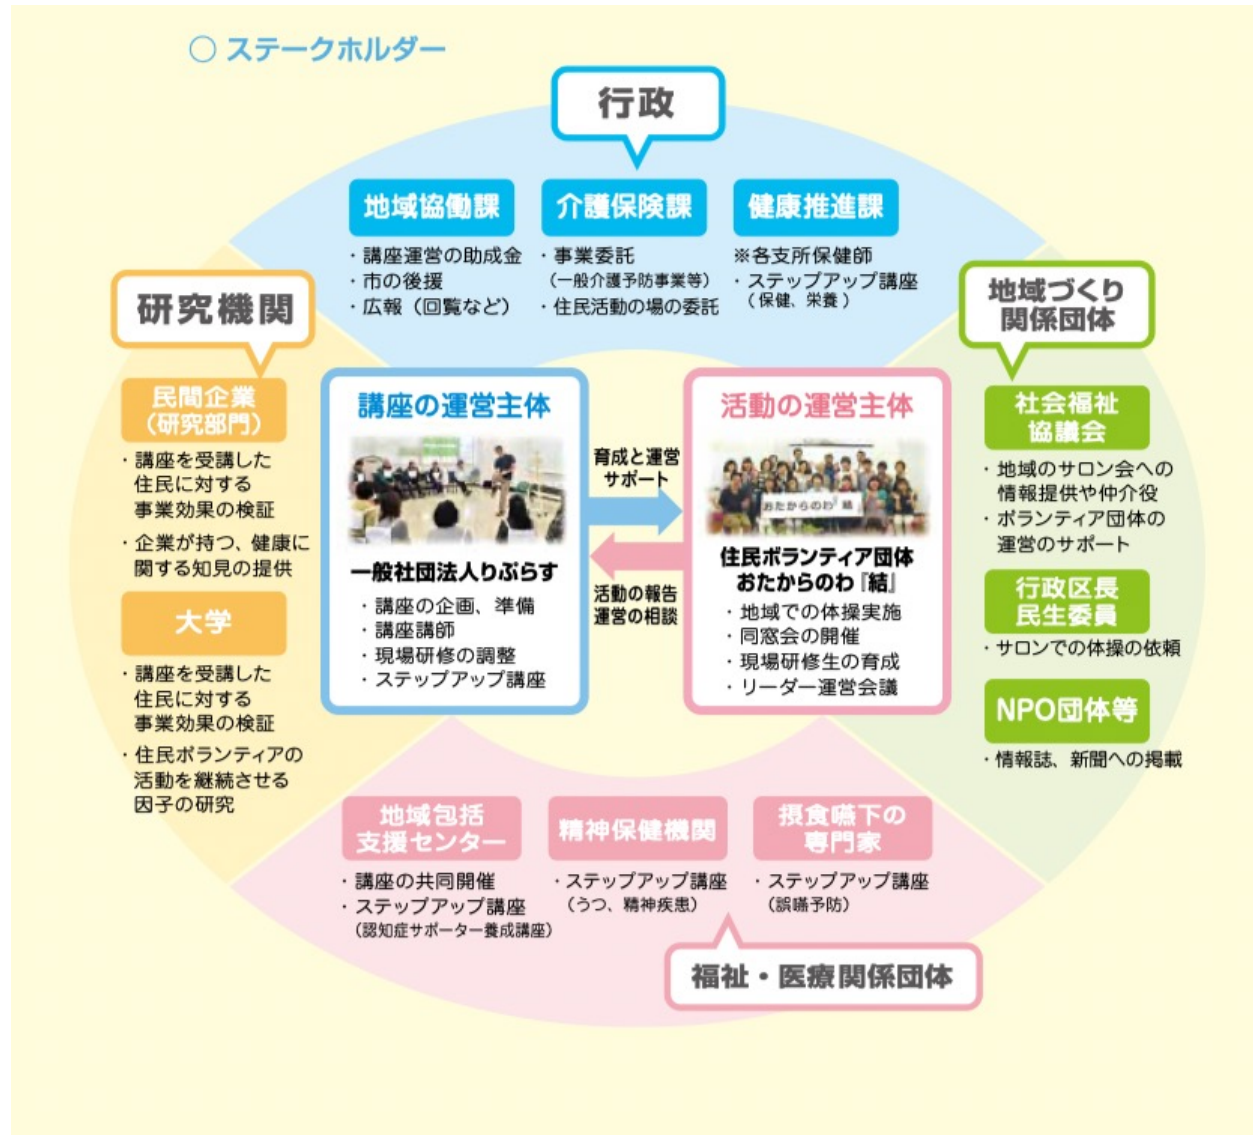 ○ ステークホルダー
行政
地域協働課
・講座運営の助成金
・市の後援
・広報（回覧など）
介護保険課
・事業委託
（一般介護予防事業等）
・住民活動の場の委託
健康推進課
※各支所保健師
・ステップアップ講座
（保健、栄養）
研究機関
民間企業
（研究部門）
・講座を受講した
住民に対する
事業効果の検証
・企業が持つ、健康に
関する知見の提供
大学
・講座を受講した
住民に対する
事業効果の検証
・住民ボランティアの
活動を継続させる
因子の研究
講座の運営主体
一般社団法人りぷらす
・講座の企画、準備
・講座講師
・現場研修の調整
・ステップアップ講座
育成と運営
サポート
活動の報告
運営の相談
活動の運営主体
おたからのわ『結』
住民ボランティア団体
おたからのわ『結』
・地域での体操実施
・同窓会の開催
・現場研修生の育成
・リーダー運営会議
地域づくり
関係団体
社会福祉
協議会
・地域のサロン会への
情報提供や仲介役
・ボランティア団体の
運営のサポート
行政区長
民生委員
・サロンでの体操の依頼
NPO団体等
・情報誌、新聞への掲載
地域包括
支援センター
・講座の共同開催
・ステップアップ講座
（認知症サポーター養成講座）
精神保健機関
・ステップアップ講座
（うつ、精神疾患）
摂食嚥下の
専門家
・ステップアップ講座
（誤嚥予防）
福祉・医療関係団体